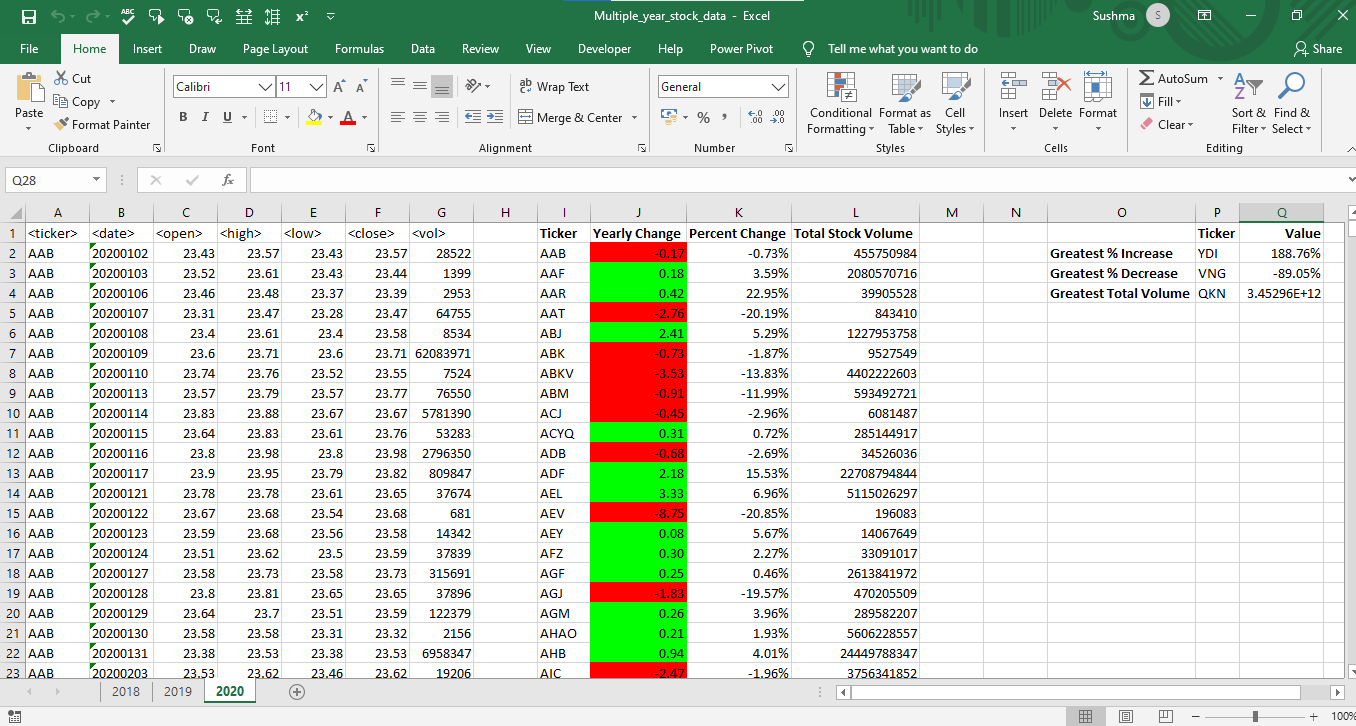 Multiple_year_stock_data - Excel
Sushma S
File Home Insert Draw Page Layout Formulas Data Review View Developer Help Power Pivot Tell me what you want to do Share
Paste Cut Copy Format Painter
Calibri 11
B I U A
Wrap Text
Merge & Center
General
Conditional Formatting Format as Table Cell Styles
Insert Delete Format
AutoSum Fill Clear
Sort & Filter Find & Select
Clipboard Font Alignment Number Styles Cells Editing
Q28 fx
A B C D E F G H I J K L M N O P Q
1 <ticker> <date> <open> <high> <low> <close> <vol> Ticker Yearly Change Percent Change Total Stock Volume Ticker Value
2 AAB 20200102 23.43 23.57 23.43 23.57 28522 AAB -0.17 -0.73% 455750984 Greatest % Increase YDI 188.76%
3 AAB 20200103 23.52 23.61 23.43 23.44 1399 AAF 0.18 3.59% 2080570716 Greatest % Decrease VNG -89.05%
4 AAB 20200106 23.46 23.48 23.37 23.39 2953 AAR 0.42 22.95% 39905528 Greatest Total Volume QKN 3.45296E+12
5 AAB 20200107 23.31 23.47 23.28 23.47 64755 AAT -2.76 -20.19% 843410
6 AAB 20200108 23.4 23.61 23.4 23.58 8534 ABJ 2.41 5.29% 1227953758
7 AAB 20200109 23.6 23.71 23.6 23.71 62083971 ABK -0.73 -1.87% 9527549
8 AAB 20200110 23.74 23.76 23.52 23.55 7524 ABKV -3.53 -13.83% 4402222603
9 AAB 20200113 23.57 23.79 23.57 23.77 76550 ABM -0.91 -11.99% 593492721
10 AAB 20200114 23.83 23.88 23.67 23.67 5781390 ACJ -0.45 -2.96% 6081487
11 AAB 20200115 23.64 23.83 23.61 23.76 53283 ACYQ 0.31 0.72% 285144917
12 AAB 20200116 23.8 23.98 23.8 23.98 2796350 ADB -0.68 -2.69% 34526036
13 AAB 20200117 23.9 23.95 23.79 23.82 809847 ADF 2.18 15.53% 22708794844
14 AAB 20200121 23.78 23.78 23.61 23.65 37674 AEL 3.33 6.96% 5115026297
15 AAB 20200122 23.67 23.68 23.54 23.68 681 AEV -8.75 -20.85% 196083
16 AAB 20200123 23.59 23.68 23.56 23.58 14342 AEY 0.08 5.67% 14067649
17 AAB 20200124 23.51 23.62 23.5 23.59 37839 AFZ 0.30 2.27% 33091017
18 AAB 20200127 23.58 23.73 23.58 23.73 315691 AGF 0.25 0.46% 2613841972
19 AAB 20200128 23.8 23.81 23.65 23.65 37896 AGJ -1.83 -19.57% 470205509
20 AAB 20200129 23.64 23.7 23.51 23.59 122379 AGM 0.26 3.96% 289582207
21 AAB 20200130 23.58 23.58 23.31 23.32 2156 AHAO 0.21 1.93% 5606228557
22 AAB 20200131 23.38 23.53 23.38 23.53 6958347 AHB 0.94 4.01% 24449788347
23 AAB 20200203 23.53 23.62 23.46 23.62 19206 AIC -2.47 -1.96% 3756341852
2018 2019 2020
100%